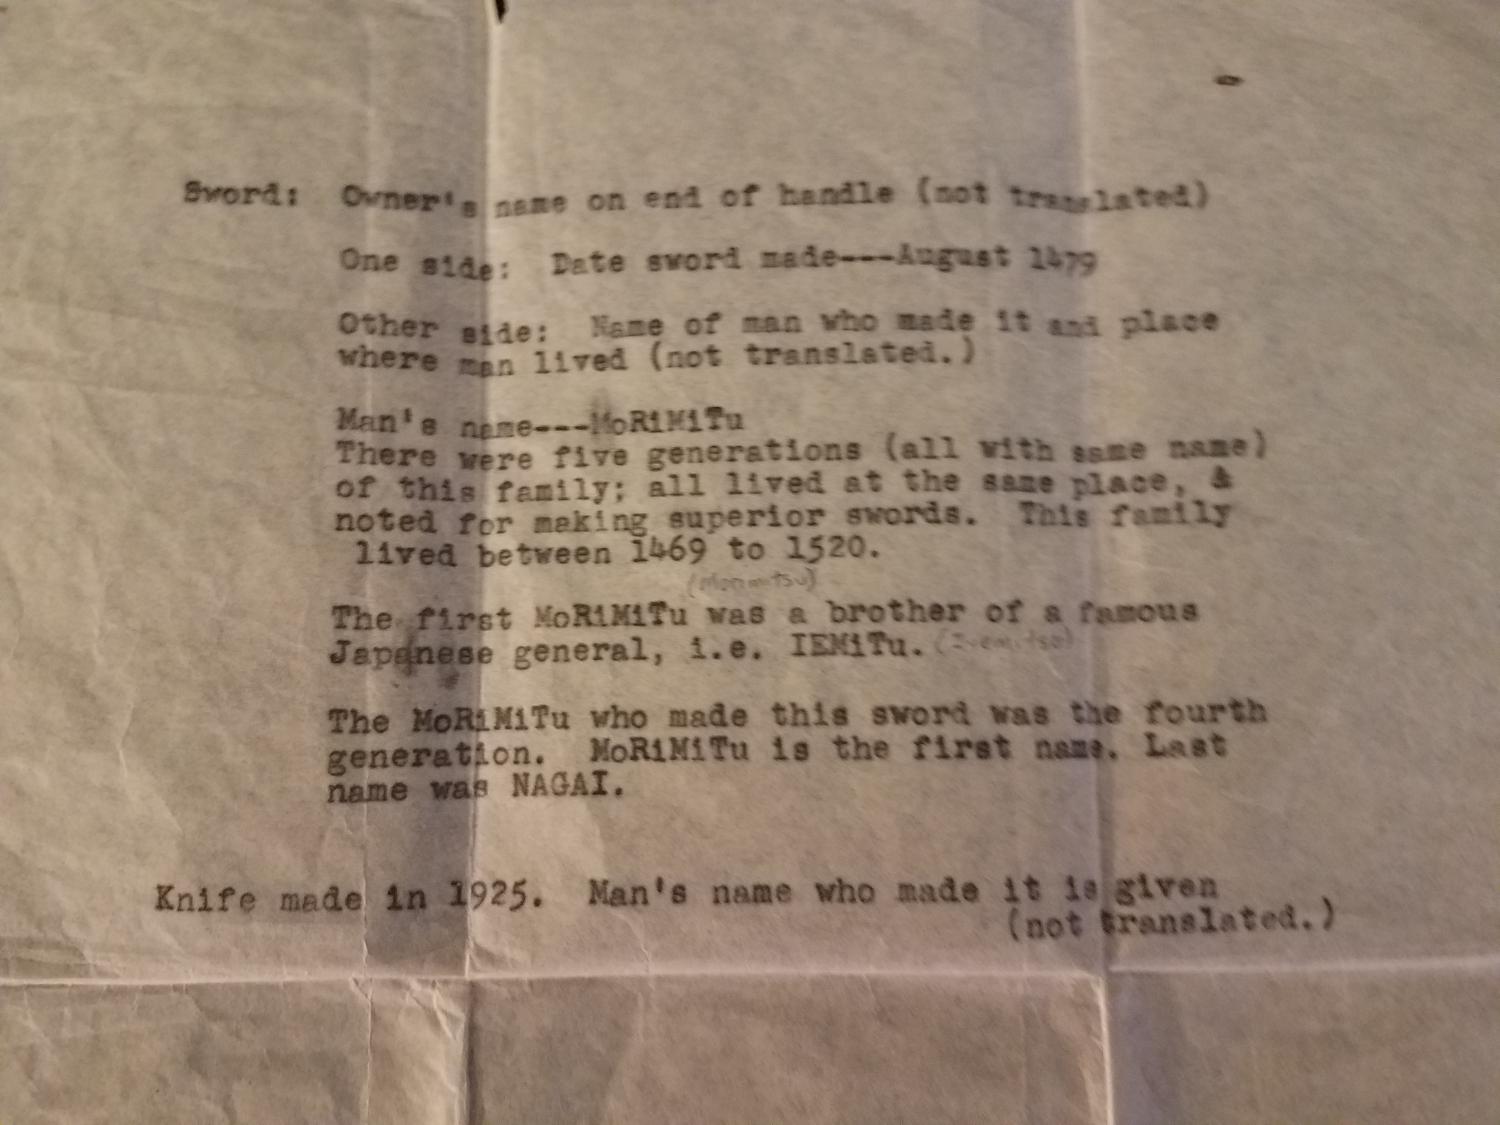 Sword: Owner's name on end of handle (not translated)
One side: Date sword made---August 1479
Other side: Name of man who made it and place
where man lived (not translated.)
Man's name---MoRiMiTu
There were five generations (all with same name)
of this family; all lived at the same place, &
noted for making superior swords. This family
lived between 1469 to 1520.
(Morimitsu)
The first MoRiMiTu was a brother of a famous
Japanese general, i.e. IEMiTu.
The MoRiMiTu who made this sword was the fourth
generation. MoRiMiTu is the first name. Last
name was NAGAI.
Knife made in 1925. Man's name who made it is given
(not translated.)